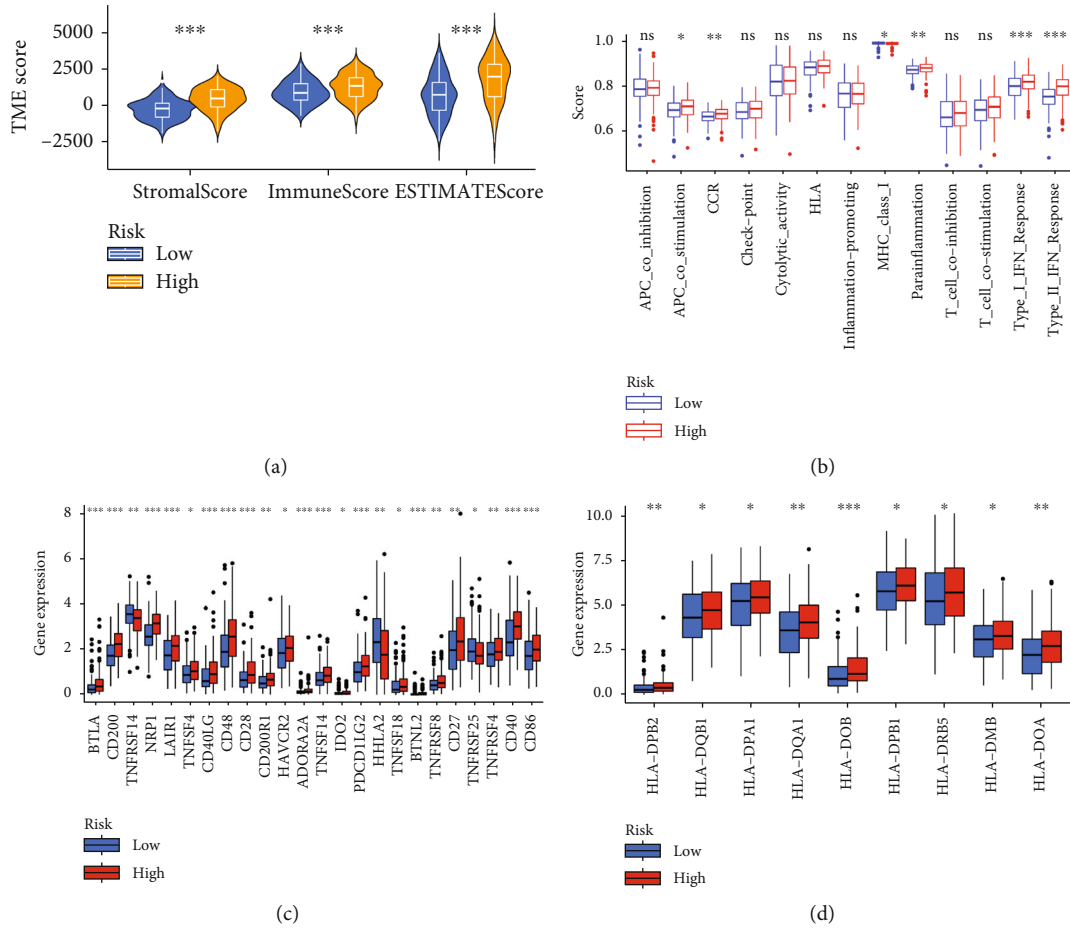 *** *** ***
5000
2500
0
−2500
TME score
StromalScore ImmuneScore ESTIMATEScore
Risk
Low
High
(a)
ns * ** ns ns ns ns * ** ns ns *** ***
1.0
0.8
0.6
Score
APC_co_inhibition
APC_co_stimulation
CCR
Check−point
Cytolytic_activity
HLA
Inflammation−promoting
MHC_class_I
Parainflammation
T_cell_co−inhibition
T_cell_co−stimulation
Type_I_IFN_Response
Type_II_IFN_Response
Risk
Low
High
(b)
*** *** ** *** *** * *** *** *** ** * *** *** * *** ** * *** ** *** * ** *** ***
8
6
4
2
0
Gene expression
BTLA
CD200
TNFRSF14
NRP1
LAIR1
TNFSF4
CD40LG
CD48
CD28
CD200R1
HAVCR2
ADORA2A
TNFSF14
IDO2
PDCD1LG2
HHLA2
TNFSF18
BTNL2
TNFRSF8
CD27
TNFRSF25
TNFRSF4
CD40
CD86
Risk
Low
High
(c)
** * * ** *** * * * **
10.0
7.5
5.0
2.5
0.0
Gene expression
HLA−DPB2
HLA−DQB1
HLA−DPA1
HLA−DQA1
HLA−DOB
HLA−DPB1
HLA−DRB5
HLA−DMB
HLA−DOA
Risk
Low
High
(d)